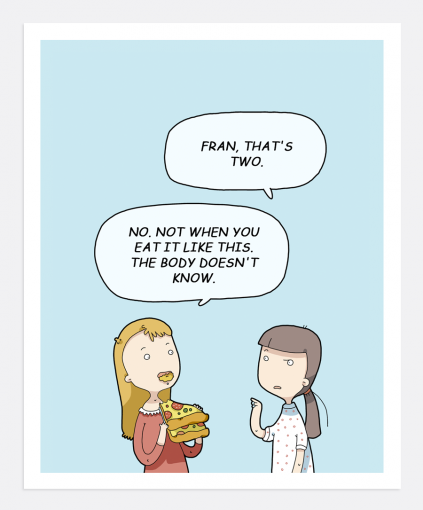 FRAN, THAT'S
TWO.
NO. NOT WHEN YOU
EAT IT LIKE THIS.
THE BODY DOESN'T
KNOW.